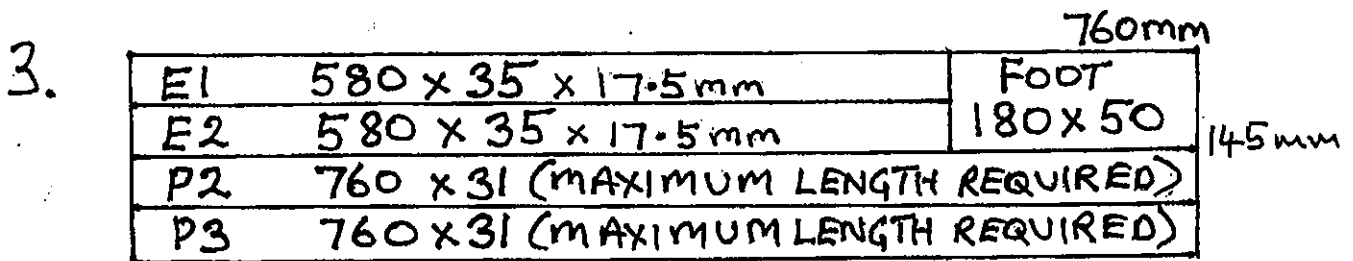 760mm
3.
E1 580 x 35 x 17.5mm
FOOT
180 x 50
E2 580 x 35 x 17.5mm
145mm
P2 760 x 31 (MAXIMUM LENGTH REQUIRED)
P3 760 x 31 (MAXIMUM LENGTH REQUIRED)